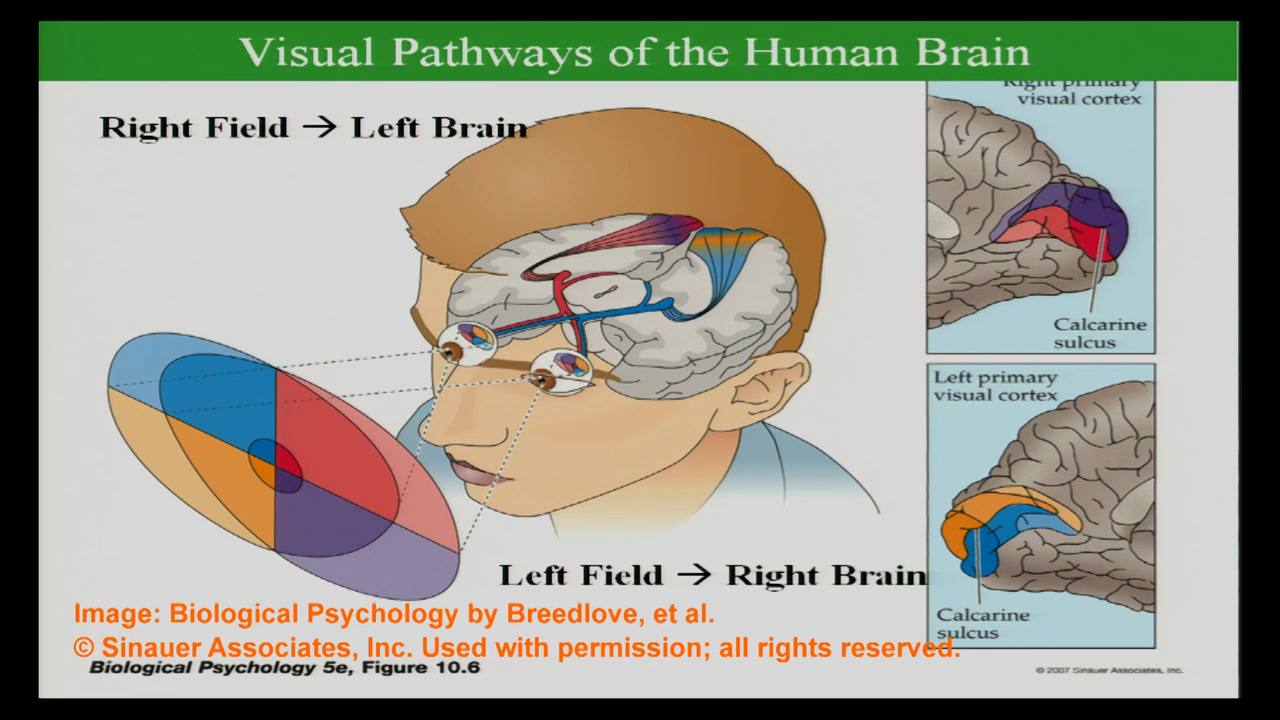 Visual Pathways of the Human Brain
Right Field → Left Brain
Right primary
visual cortex
Calcarine
sulcus
Left primary
visual cortex
Calcarine
sulcus
Left Field → Right Brain
Image: Biological Psychology by Breedlove, et al.
© Sinauer Associates, Inc. Used with permission; all rights reserved.
Biological Psychology 5e, Figure 10.6
© 2007 Sinauer Associates, Inc.